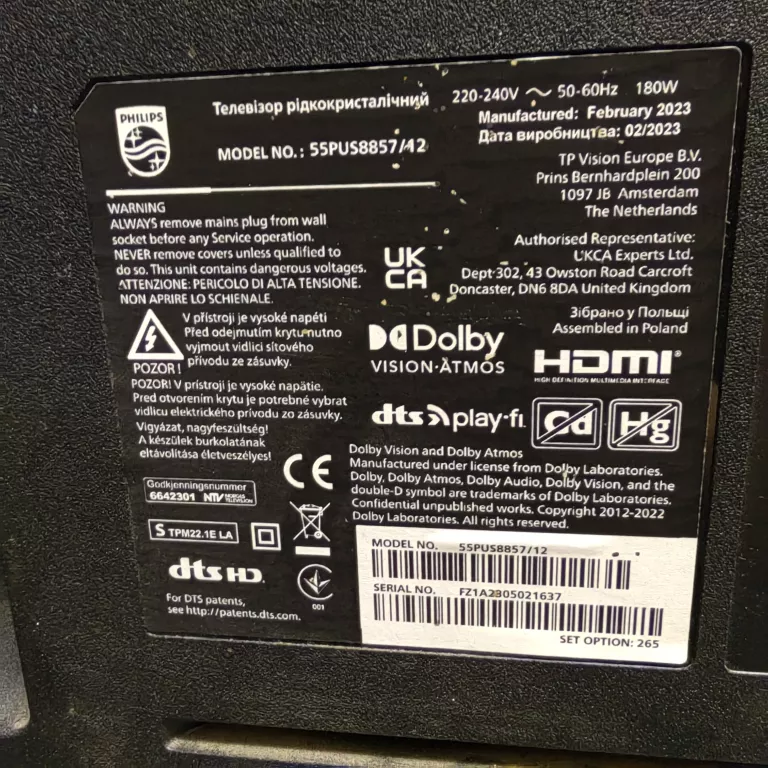 PHILIPS
Телевізор рідкокристалічний
MODEL NO.: 55PUS8857/12
220-240V ~ 50-60Hz 180W
Manufactured: February 2023
Дата виробництва: 02/2023
TP Vision Europe B.V.
Prins Bernhardplein 200
1097 JB Amsterdam
The Netherlands
WARNING
ALWAYS remove mains plug from wall
socket before any Service operation.
NEVER remove covers unless qualified to
do so. This unit contains dangerous voltages.
ATTENZIONE: PERICOLO DI ALTA TENSIONE.
NON APRIRE LO SCHIENALE.
UK
CA
Authorised Representative:
UKCA Experts Ltd.
Dept 302, 43 Owston Road Carcroft
Doncaster, DN6 8DA United Kingdom
Зібрано у Польщі
Assembled in Poland
V přístroji je vysoké napětí
Před odejmutím krytu nutno
vyjmout vidlici síťového
přívodu ze zásuvky.
POZOR!
POZOR! V prístroji je vysoké napätie.
Pred otvorením krytu je potrebné vybrat
vidlicu elektrického prívodu zo zásuvky.
Vigyázat, nagyfeszültség!
A készülek burkolatának
eltávolítása életveszélyes!
Dolby
VISION·ATMOS
HDMI®
HIGH DEFINITION MULTIMEDIA INTERFACE
dts play-fi.
Cd
Hg
Dolby Vision and Dolby Atmos
Manufactured under license from Dolby Laboratories.
Dolby, Dolby Atmos, Dolby Audio, Dolby Vision, and the
double-D symbol are trademarks of Dolby Laboratories.
Confidential unpublished works. Copyright 2012-2022
Dolby Laboratories. All rights reserved.
Godkjenningsnummer
6642301 NTV NORGES TELEVISION
CE
S TPM22.1E LA
dts HD.
001
For DTS patents,
see http://patents.dts.com.
MODEL NO. 55PUS8857/12
SERIAL NO. FZ1A2305021637
SET OPTION: 265